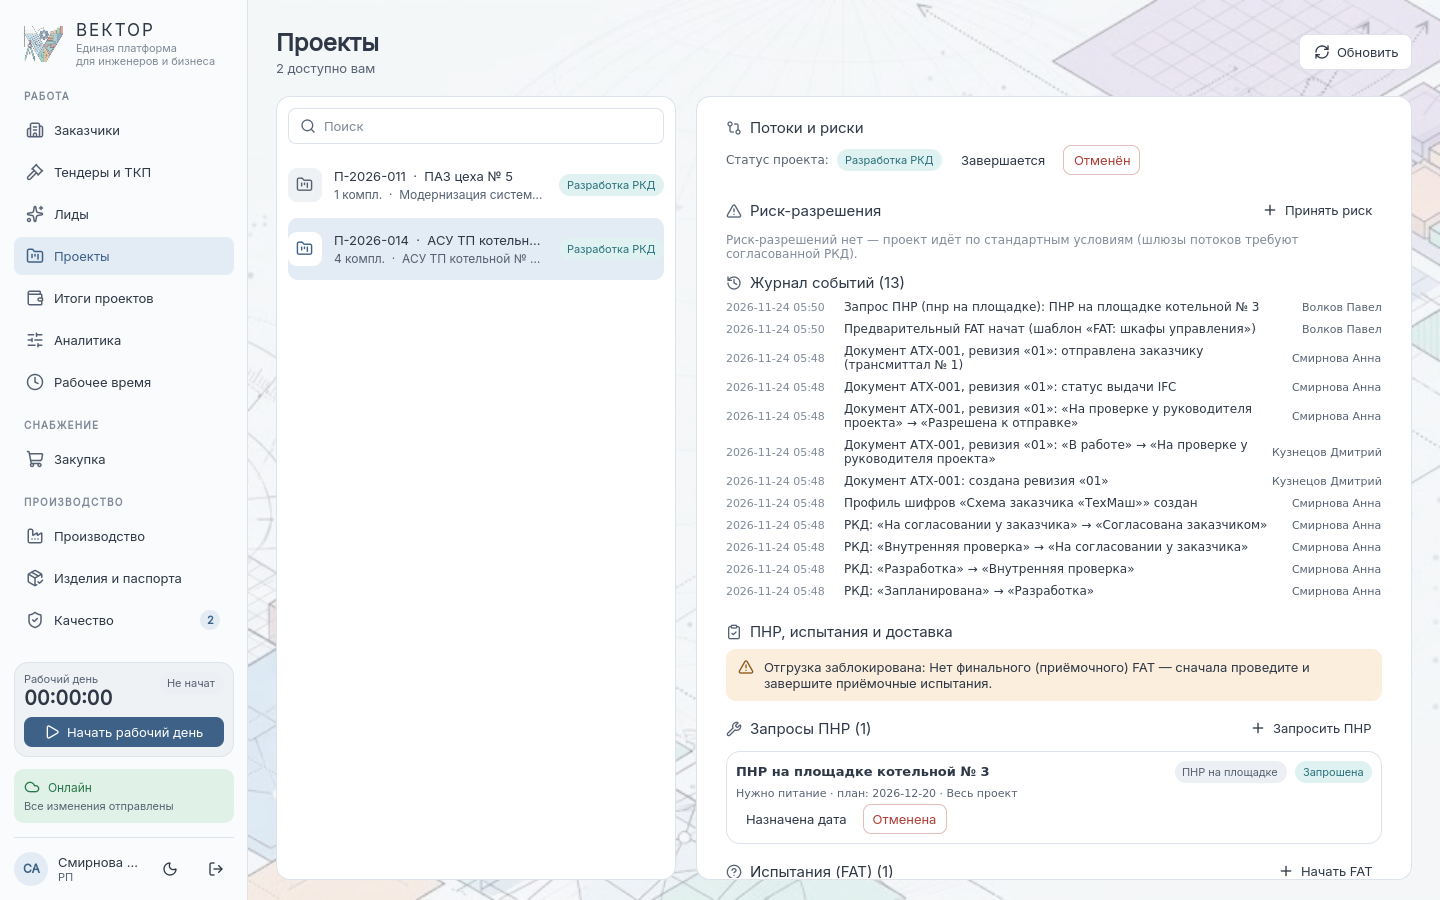 ВЕКТОР
Единая платформа
для инженеров и бизнеса
РАБОТА
Заказчики
Тендеры и ТКП
Лиды
Проекты
Итоги проектов
Аналитика
Рабочее время
СНАБЖЕНИЕ
Закупка
ПРОИЗВОДСТВО
Производство
Изделия и паспорта
Качество 2
Рабочий день
Не начат
00:00:00
Начать рабочий день
Онлайн
Все изменения отправлены
СА
Смирнова ...
РП
Проекты
2 доступно вам
Обновить
Поиск
П-2026-011 · ПАЗ цеха № 5
1 компл. · Модернизация систем...
Разработка РКД
П-2026-014 · АСУ ТП котельн...
4 компл. · АСУ ТП котельной № ...
Разработка РКД
Потоки и риски
Статус проекта: Разработка РКД Завершается Отменён
Риск-разрешения
Принять риск
Риск-разрешений нет — проект идёт по стандартным условиям (шлюзы потоков требуют
согласованной РКД).
Журнал событий (13)
2026-11-24 05:50 Запрос ПНР (пнр на площадке): ПНР на площадке котельной № 3 Волков Павел
2026-11-24 05:50 Предварительный FAT начат (шаблон «FAT: шкафы управления») Волков Павел
2026-11-24 05:48 Документ АТХ-001, ревизия «01»: отправлена заказчику
(трансмиттал № 1) Смирнова Анна
2026-11-24 05:48 Документ АТХ-001, ревизия «01»: статус выдачи IFC Смирнова Анна
2026-11-24 05:48 Документ АТХ-001, ревизия «01»: «На проверке у руководителя
проекта» → «Разрешена к отправке» Смирнова Анна
2026-11-24 05:48 Документ АТХ-001, ревизия «01»: «В работе» → «На проверке у
руководителя проекта» Кузнецов Дмитрий
2026-11-24 05:48 Документ АТХ-001: создана ревизия «01» Кузнецов Дмитрий
2026-11-24 05:48 Профиль шифров «Схема заказчика «ТехМаш»» создан Смирнова Анна
2026-11-24 05:48 РКД: «На согласовании у заказчика» → «Согласована заказчиком» Смирнова Анна
2026-11-24 05:48 РКД: «Внутренняя проверка» → «На согласовании у заказчика» Смирнова Анна
2026-11-24 05:48 РКД: «Разработка» → «Внутренняя проверка» Смирнова Анна
2026-11-24 05:48 РКД: «Запланирована» → «Разработка» Смирнова Анна
ПНР, испытания и доставка
Отгрузка заблокирована: Нет финального (приёмочного) FAT — сначала проведите и
завершите приёмочные испытания.
Запросы ПНР (1)
Запросить ПНР
ПНР на площадке котельной № 3
ПНР на площадке Запрошена
Нужно питание · план: 2026-12-20 · Весь проект
Назначена дата Отменена
Испытания (FAT) (1)
Начать FAT